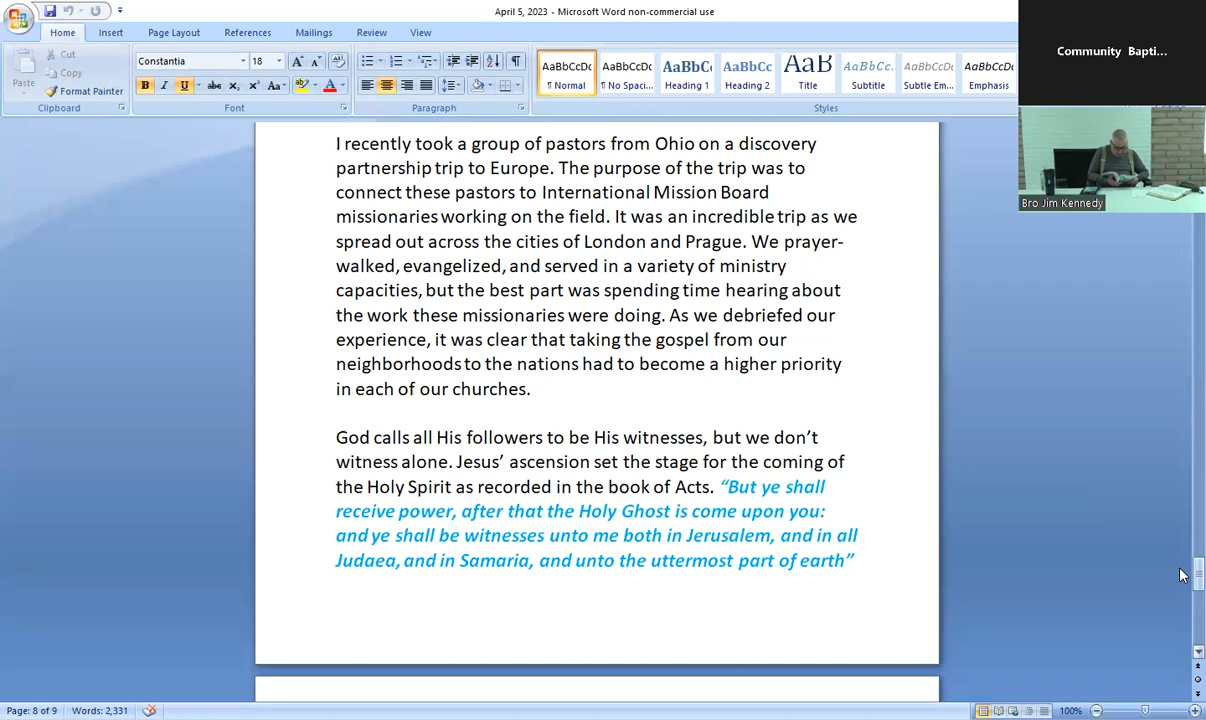 April 5, 2023 - Microsoft Word non-commercial use
Home Insert Page Layout References Mailings Review View
Paste
Cut
Copy
Format Painter
Clipboard
Constantia 18
Font
Paragraph
AaBbCcDc AaBbCcDc AaBbC AaBbCc AaB AaBbCc. AaBbCcDc AaBbCcDc
¶ Normal ¶ No Spaci... Heading 1 Heading 2 Title Subtitle Subtle Em... Emphasis
Styles
Community Bapti...
Bro Jim Kennedy
I recently took a group of pastors from Ohio on a discovery
partnership trip to Europe. The purpose of the trip was to
connect these pastors to International Mission Board
missionaries working on the field. It was an incredible trip as we
spread out across the cities of London and Prague. We prayer-
walked, evangelized, and served in a variety of ministry
capacities, but the best part was spending time hearing about
the work these missionaries were doing. As we debriefed our
experience, it was clear that taking the gospel from our
neighborhoods to the nations had to become a higher priority
in each of our churches.
God calls all His followers to be His witnesses, but we don’t
witness alone. Jesus’ ascension set the stage for the coming of
the Holy Spirit as recorded in the book of Acts. “But ye shall
receive power, after that the Holy Ghost is come upon you:
and ye shall be witnesses unto me both in Jerusalem, and in all
Judaea, and in Samaria, and unto the uttermost part of earth”
Page: 8 of 9 Words: 2,331 100%